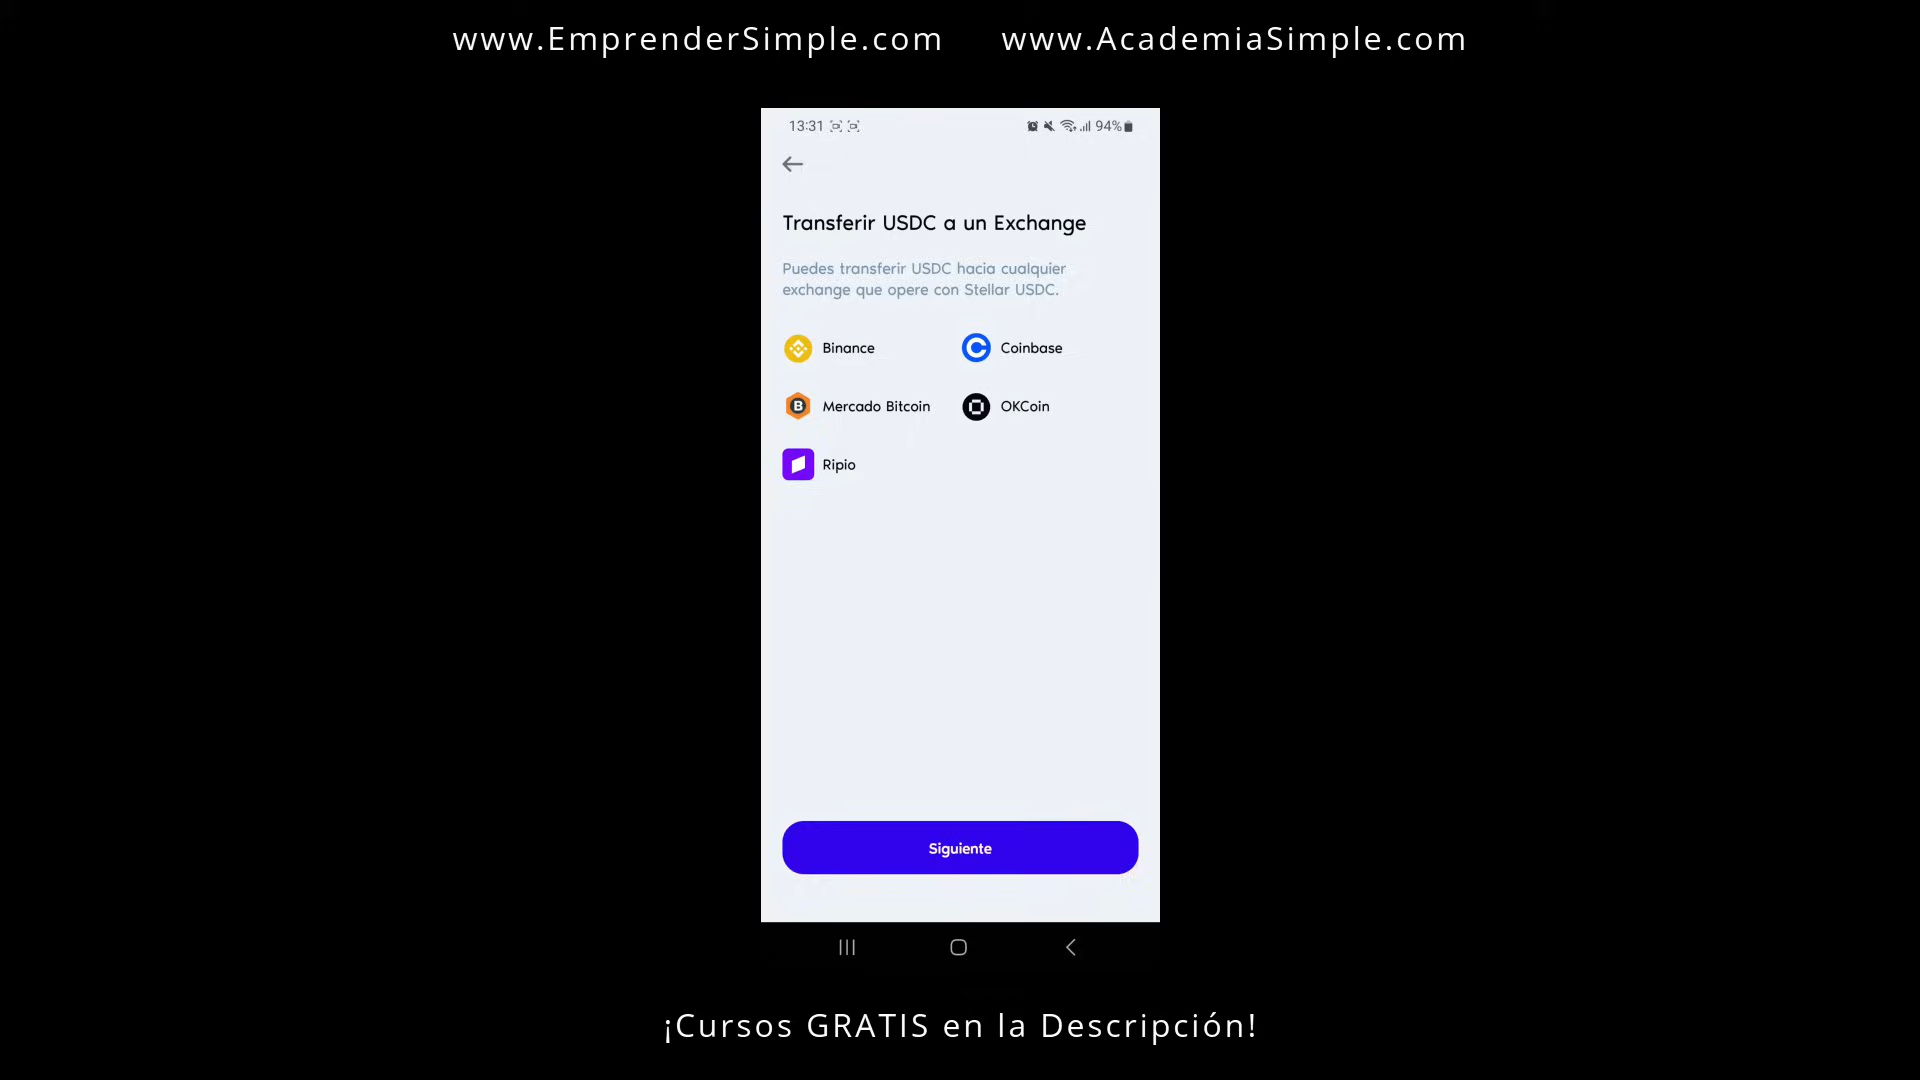 www.EmprenderSimple.com www.AcademiaSimple.com
13:31 94%
Transferir USDC a un Exchange
Puedes transferir USDC hacia cualquier
exchange que opere con Stellar USDC.
Binance Coinbase
Mercado Bitcoin OKCoin
Ripio
Siguiente
¡Cursos GRATIS en la Descripción!